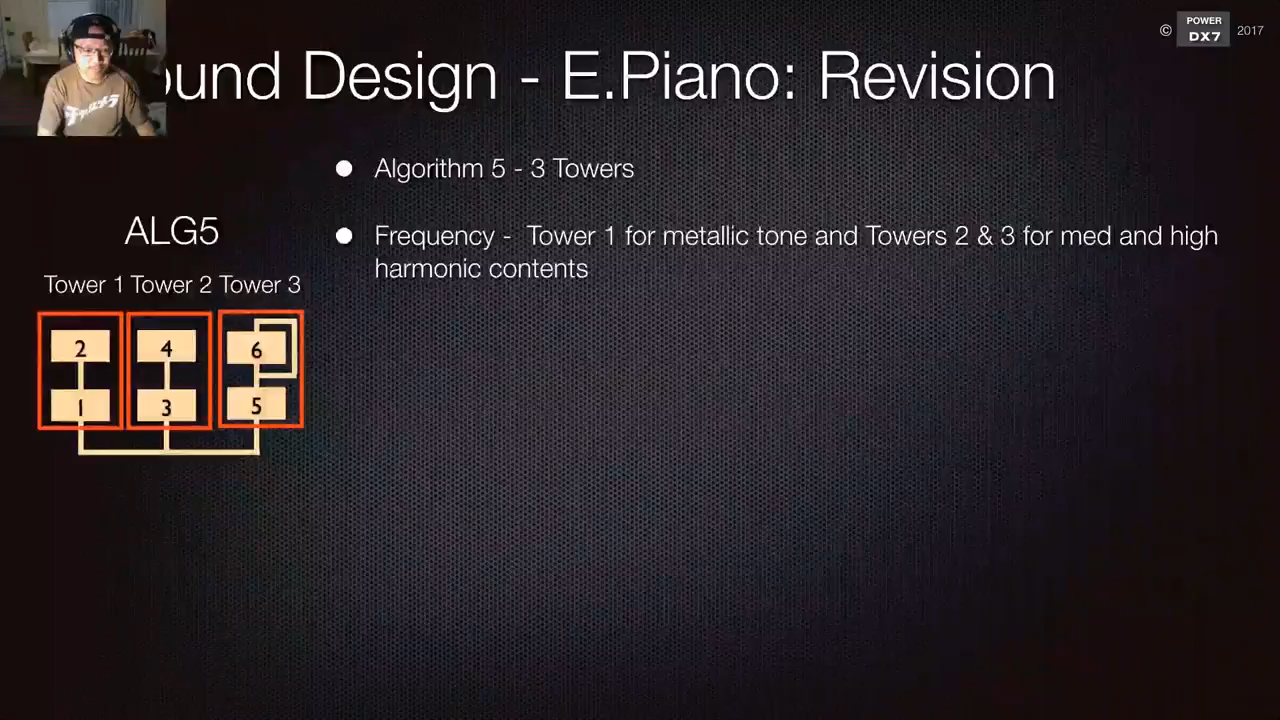 © POWER DX7 2017
ound Design - E.Piano: Revision
Algorithm 5 - 3 Towers
Frequency - Tower 1 for metallic tone and Towers 2 & 3 for med and high
harmonic contents
ALG5
Tower 1 Tower 2 Tower 3
2 4 6
1 3 5